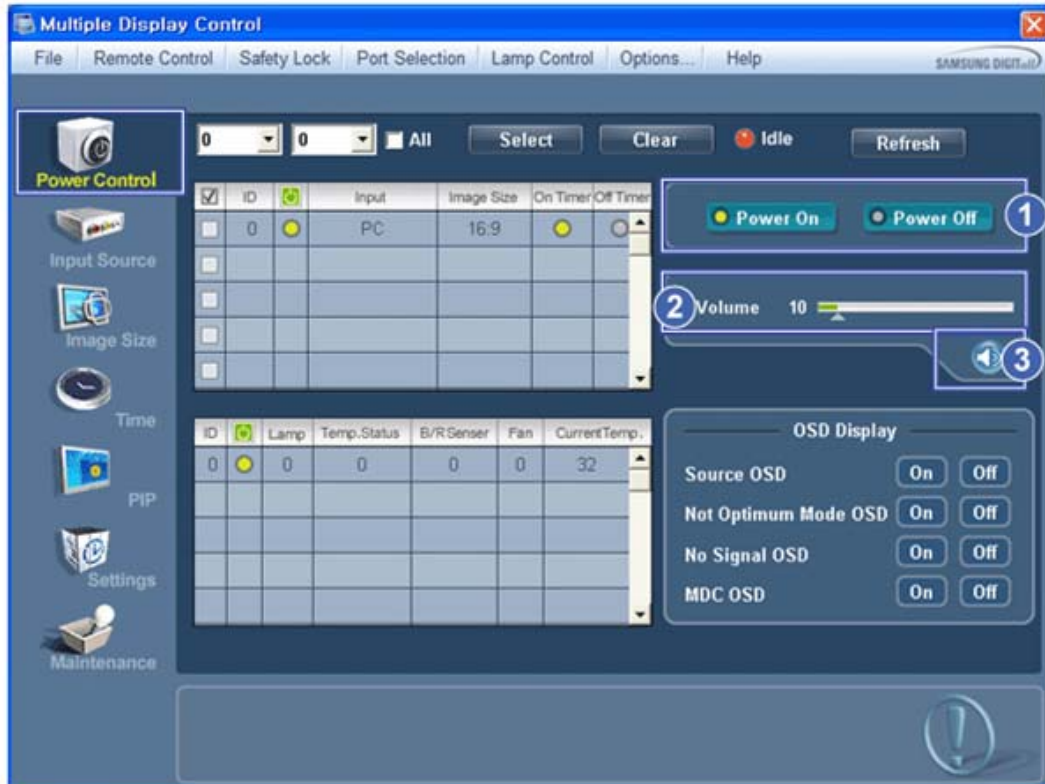 Multiple Display Control
File Remote Control Safety Lock Port Selection Lamp Control Options... Help
SAMSUNG DIGITall
Power Control
Input Source
Image Size
Time
PIP
Settings
Maintenance
0 0 All Select Clear Idle Refresh
ID Input Image Size On Timer Off Timer
0 PC 16:9
Power On Power Off 1
2 Volume 10
3
ID Lamp Temp.Status B/RSenser Fan CurrentTemp.
0 0 0 0 0 32
OSD Display
Source OSD On Off
Not Optimum Mode OSD On Off
No Signal OSD On Off
MDC OSD On Off